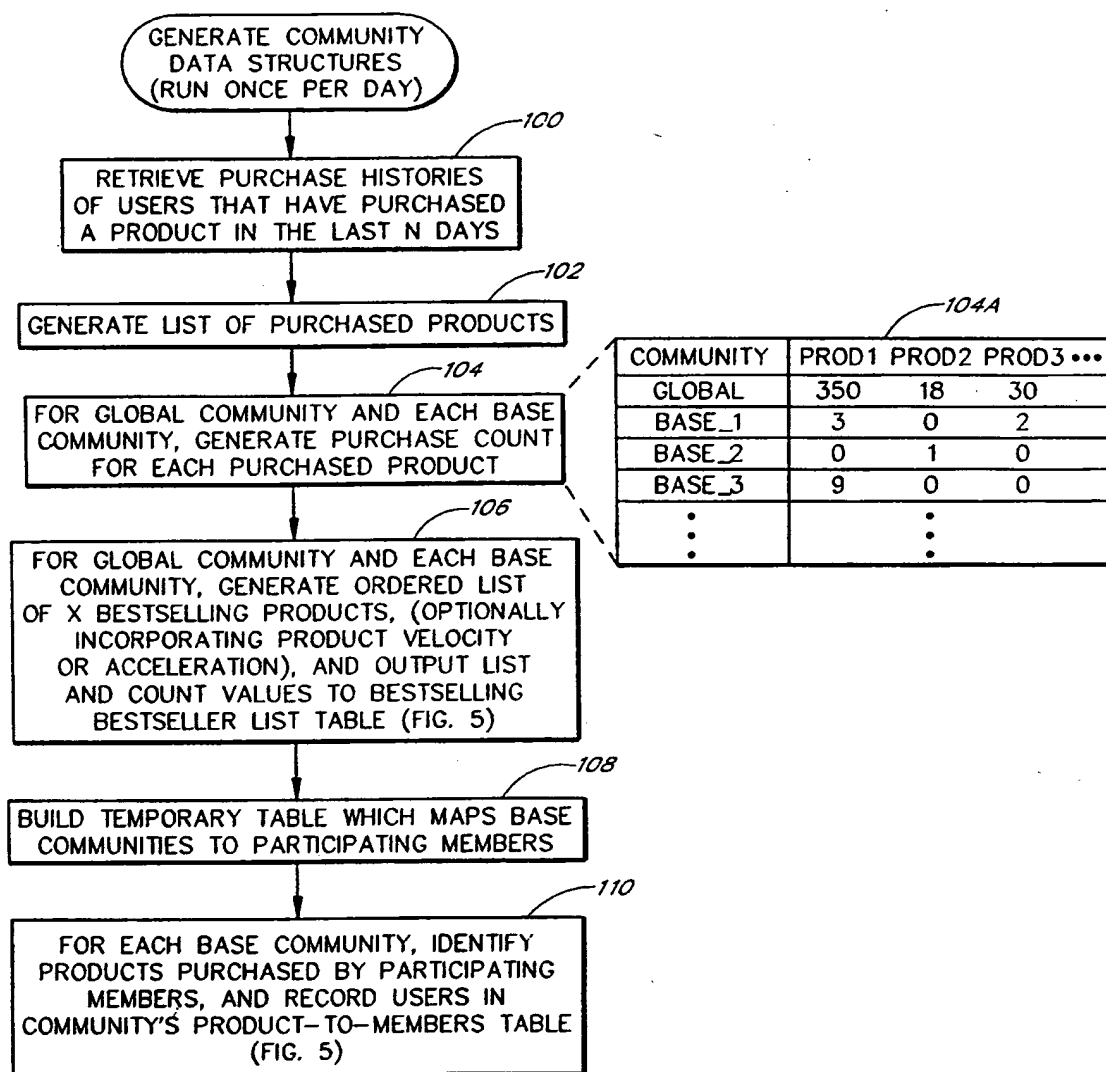 GENERATE COMMUNITY
DATA STRUCTURES
(RUN ONCE PER DAY)
100
RETRIEVE PURCHASE HISTORIES
OF USERS THAT HAVE PURCHASED
A PRODUCT IN THE LAST N DAYS
102
GENERATE LIST OF PURCHASED PRODUCTS
104
FOR GLOBAL COMMUNITY AND EACH BASE
COMMUNITY, GENERATE PURCHASE COUNT
FOR EACH PURCHASED PRODUCT
104A
COMMUNITY PROD1 PROD2 PROD3 •••
GLOBAL 350 18 30
BASE_1 3 0 2
BASE_2 0 1 0
BASE_3 9 0 0
106
FOR GLOBAL COMMUNITY AND EACH BASE
COMMUNITY, GENERATE ORDERED LIST
OF X BESTSELLING PRODUCTS, (OPTIONALLY
INCORPORATING PRODUCT VELOCITY
OR ACCELERATION), AND OUTPUT LIST
AND COUNT VALUES TO BESTSELLING
BESTSELLER LIST TABLE (FIG. 5)
108
BUILD TEMPORARY TABLE WHICH MAPS BASE
COMMUNITIES TO PARTICIPATING MEMBERS
110
FOR EACH BASE COMMUNITY, IDENTIFY
PRODUCTS PURCHASED BY PARTICIPATING
MEMBERS, AND RECORD USERS IN
COMMUNITY'S PRODUCT-TO-MEMBERS TABLE
(FIG. 5)